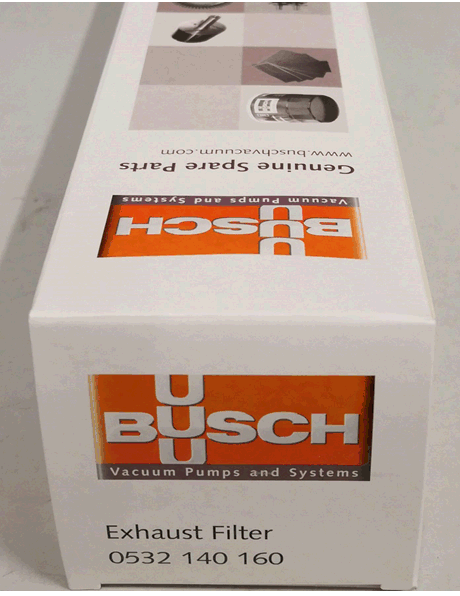 www.buschvacuum.com
Genuine Spare Parts
Vacuum Pumps and Systems
BUSCH
BUSCH
Vacuum Pumps and Systems
Exhaust Filter
0532 140 160